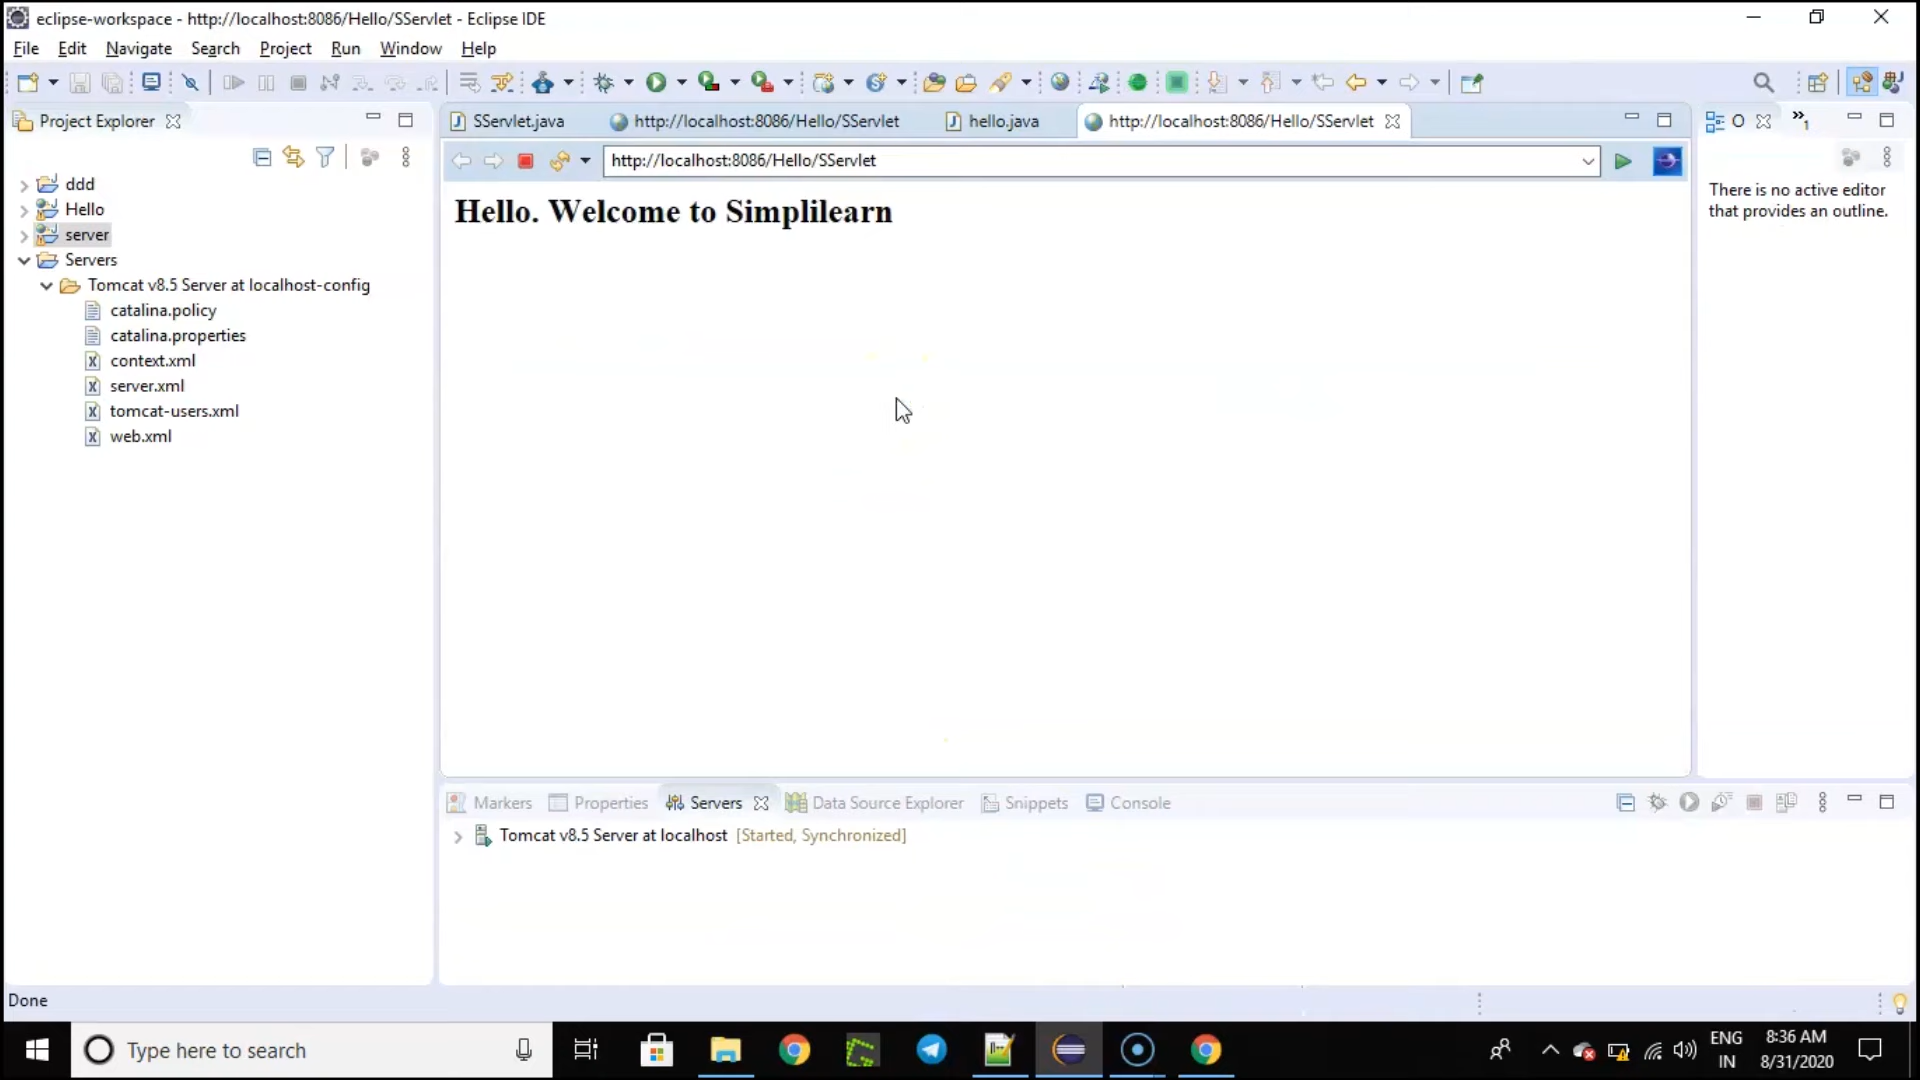 eclipse-workspace - http://localhost:8086/Hello/SServlet - Eclipse IDE
File Edit Navigate Search Project Run Window Help
Project Explorer
SServlet.java
http://localhost:8086/Hello/SServlet
hello.java
http://localhost:8086/Hello/SServlet
O
1
http://localhost:8086/Hello/SServlet
ddd
Hello
server
Servers
Tomcat v8.5 Server at localhost-config
catalina.policy
catalina.properties
context.xml
server.xml
tomcat-users.xml
web.xml
Hello. Welcome to Simplilearn
There is no active editor
that provides an outline.
Markers Properties Servers Data Source Explorer Snippets Console
Tomcat v8.5 Server at localhost [Started, Synchronized]
Done
Type here to search
ENG
IN
8:36 AM
8/31/2020